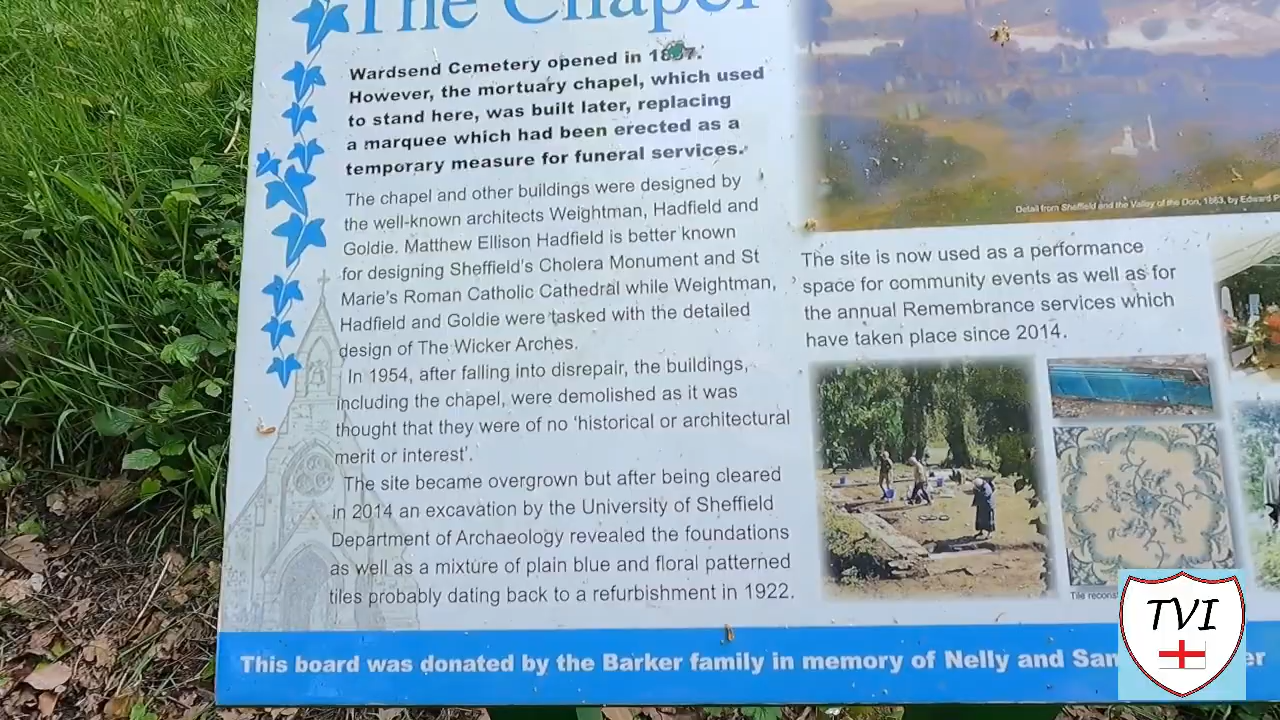 The Chapel
Wardsend Cemetery opened in
However, the mortuary chapel, which used
to stand here, was built later, replacing
a marquee which had been erected as a
temporary measure for funeral services.
The chapel and other buildings were designed by
the well-known architects Weightman, Hadfield and
Goldie. Matthew Ellison Hadfield is better known
for designing Sheffield's Cholera Monument and St
Marie's Roman Catholic Cathedral while Weightman,
Hadfield and Goldie were tasked with the detailed
design of The Wicker Arches.
In 1954, after falling into disrepair, the buildings,
including the chapel, were demolished as it was
thought that they were of no 'historical or architectural
merit or interest'.
The site became overgrown but after being cleared
in 2014 an excavation by the University of Sheffield
Department of Archaeology revealed the foundations
as well as a mixture of plain blue and floral patterned
tiles probably dating back to a refurbishment in 1922.
Detail from Sheffield and the Valley of the Don, 1863, by Edward
The site is now used as a performance
space for community events as well as for
the annual Remembrance services which
have taken place since 2014.
Tile
This board was donated by the Barker family in memory of Nelly and
TVI